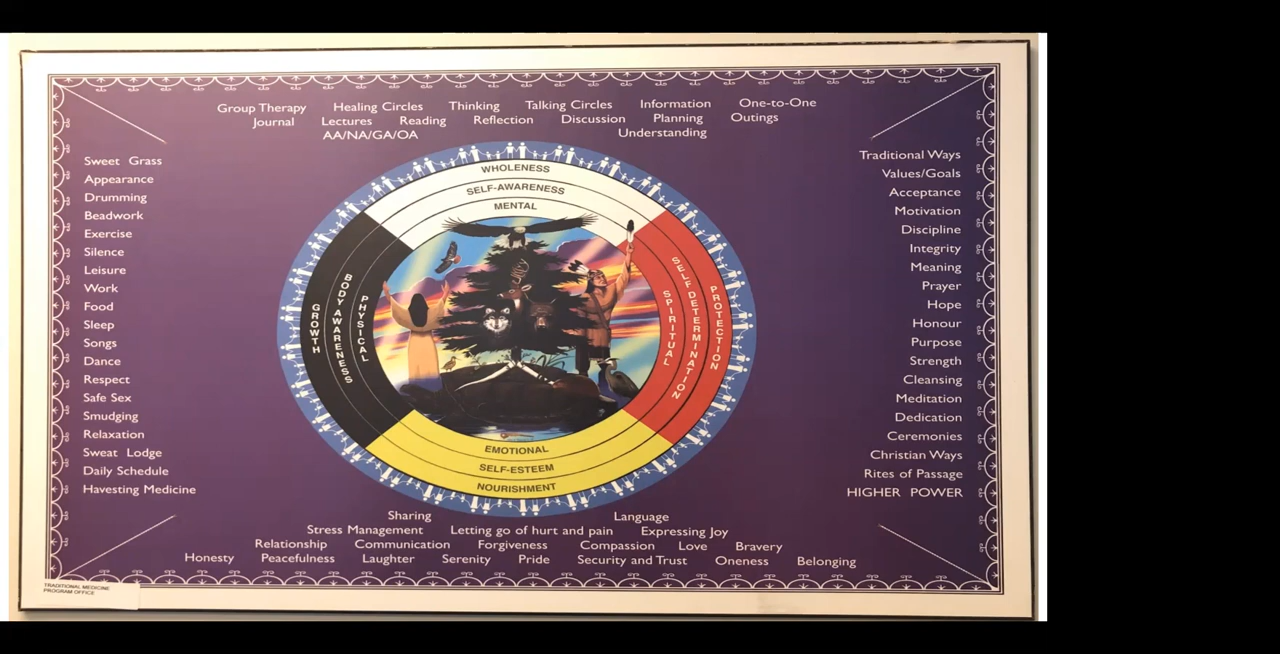 Group Therapy Healing Circles Thinking Talking Circles Information One-to-One
Journal Lectures Reading Reflection Discussion Planning Outings
AA/NA/GA/OA Understanding
Sweet Grass
Appearance
Drumming
Beadwork
Exercise
Silence
Leisure
Work
Food
Sleep
Songs
Dance
Respect
Safe Sex
Smudging
Relaxation
Sweat Lodge
Daily Schedule
Havesting Medicine
WHOLENESS
SELF-AWARENESS
MENTAL
GROWTH
BODY AWARENESS
PHYSICAL
SPIRITUAL
SELF DETERMINATION
PROTECTION
EMOTIONAL
SELF-ESTEEM
NOURISHMENT
Traditional Ways
Values/Goals
Acceptance
Motivation
Discipline
Integrity
Meaning
Prayer
Hope
Honour
Purpose
Strength
Cleansing
Meditation
Dedication
Ceremonies
Christian Ways
Rites of Passage
HIGHER POWER
Sharing Language
Stress Management Letting go of hurt and pain Expressing Joy
Relationship Communication Forgiveness Compassion Love Bravery
Honesty Peacefulness Laughter Serenity Pride Security and Trust Oneness Belonging
TRADITIONAL MEDICINE
PROGRAM OFFICE